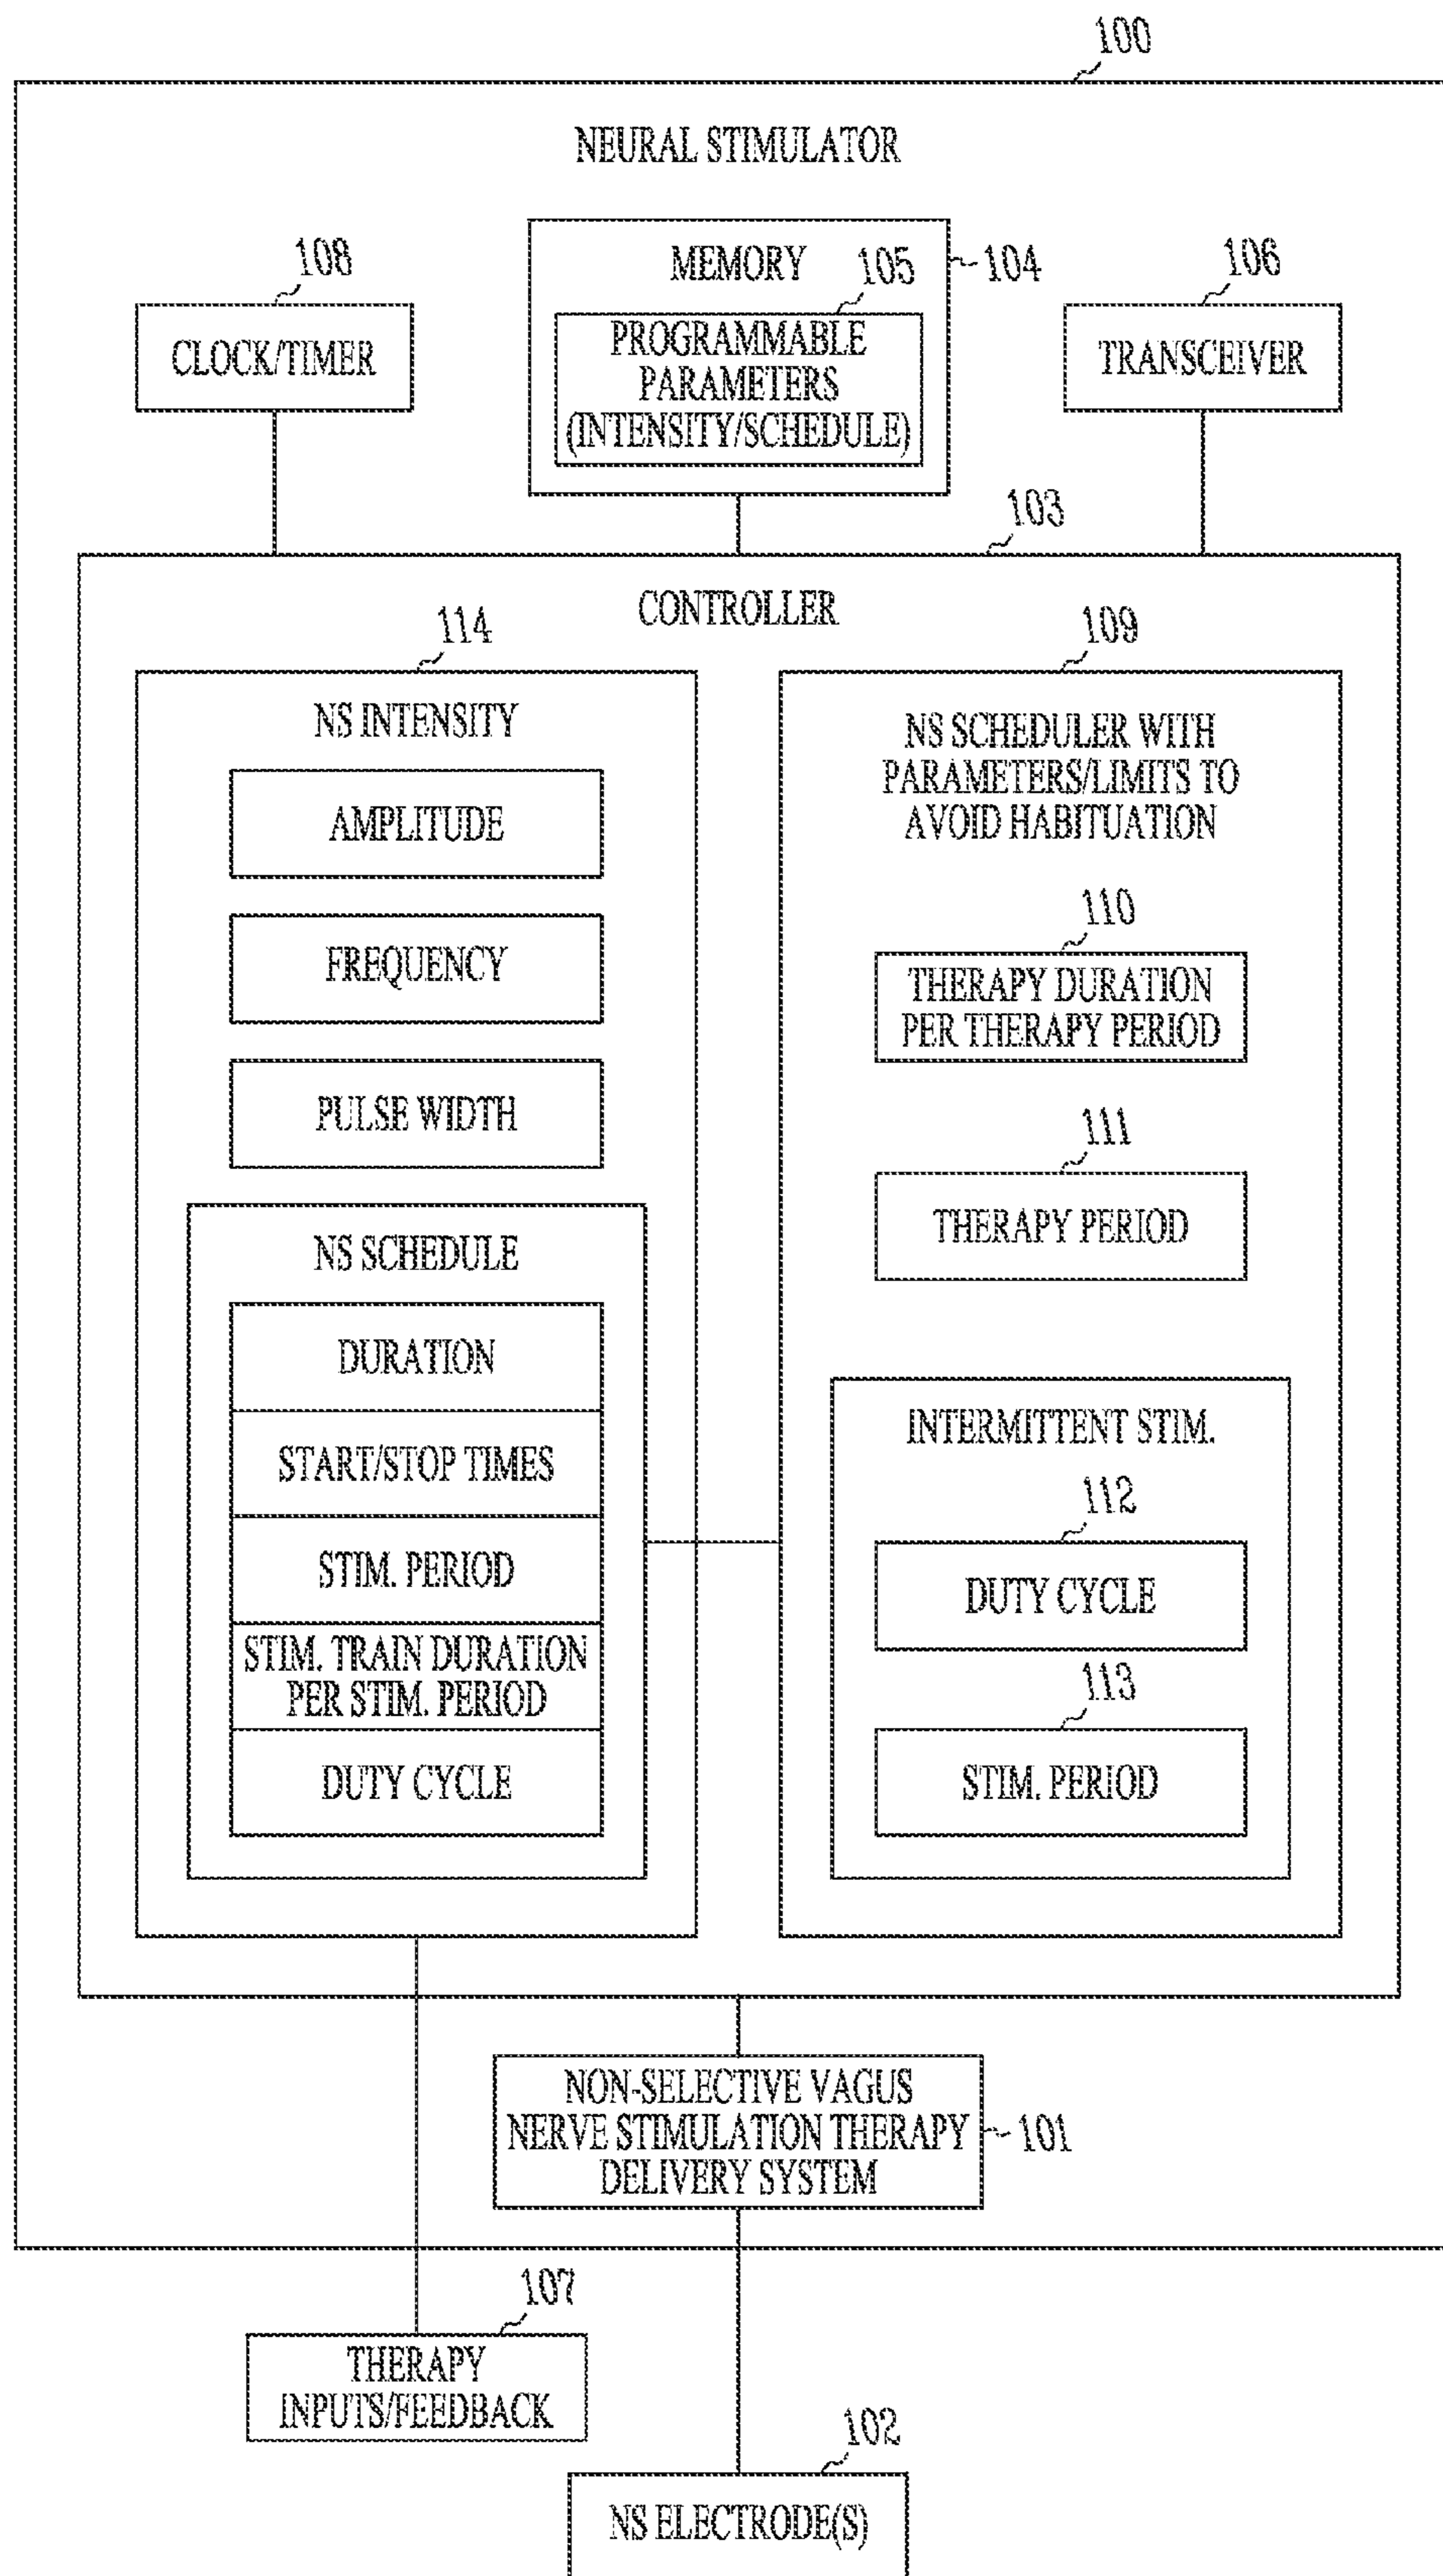 100
NEURAL STIMULATOR
108
MEMORY
105
104
106
CLOCK/TIMER
PROGRAMMABLE
PARAMETERS
(INTENSITY/SCHEDULE)
TRANSCEIVER
103
CONTROLLER
114
109
NS INTENSITY
AMPLITUDE
FREQUENCY
PULSE WIDTH
NS SCHEDULE
DURATION
START/STOP TIMES
STIM. PERIOD
STIM. TRAIN DURATION
PER STIM. PERIOD
DUTY CYCLE
NS SCHEDULER WITH
PARAMETERS/LIMITS TO
AVOID HABITUATION
110
THERAPY DURATION
PER THERAPY PERIOD
111
THERAPY PERIOD
INTERMITTENT STIM.
112
DUTY CYCLE
113
STIM. PERIOD
NON-SELECTIVE VAGUS
NERVE STIMULATION THERAPY
DELIVERY SYSTEM
101
107
THERAPY
INPUTS/FEEDBACK
102
NS ELECTRODE(S)